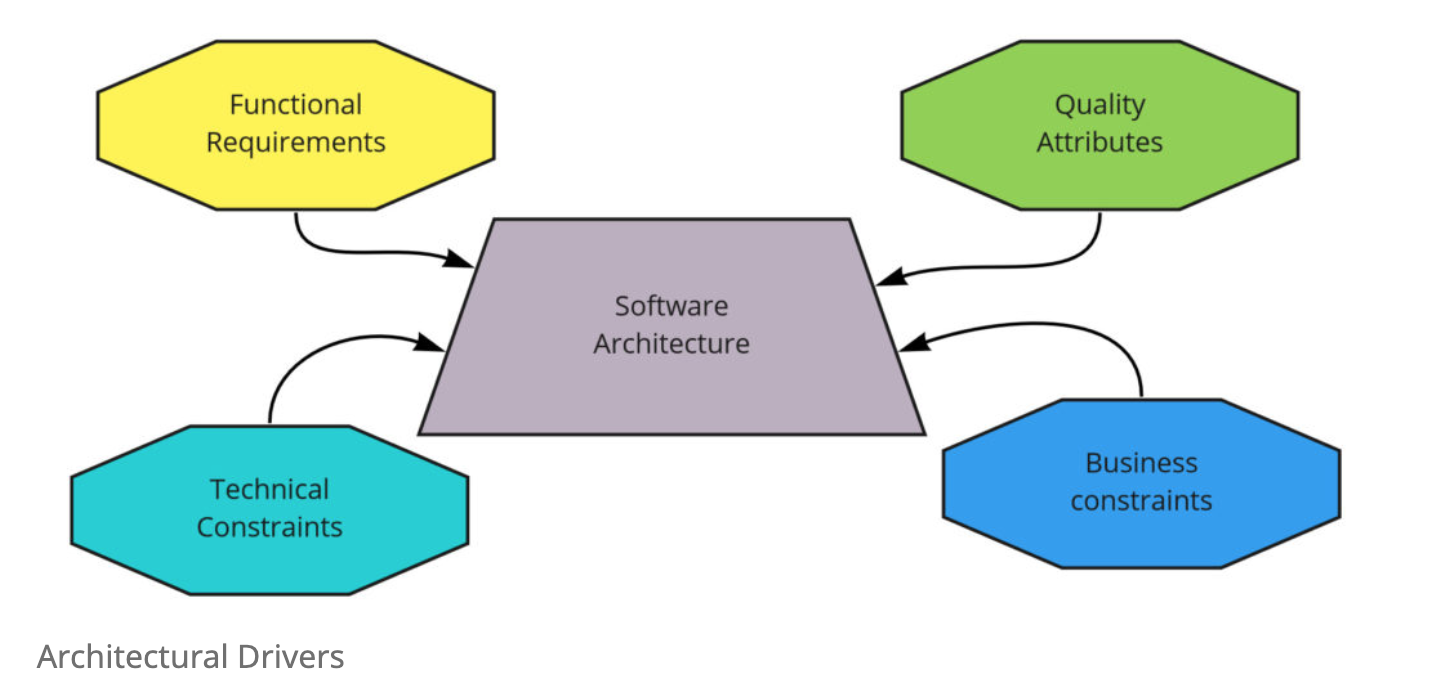 Functional
Requirements
Quality
Attributes
Software
Architecture
Technical
Constraints
Business
constraints
Architectural Drivers